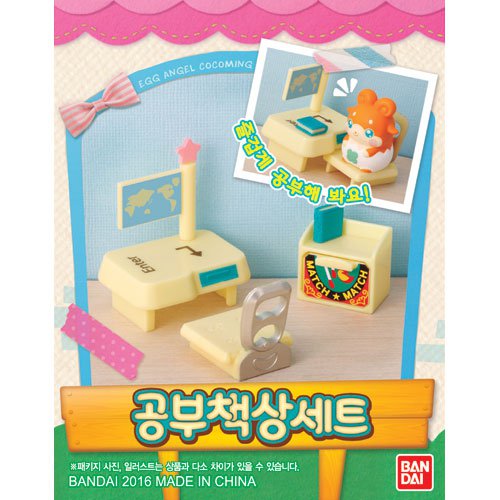 EGG ANGEL COCOMING
즐겁게 공부해 봐요!
Enter
MATCH ★ MATCH
공부책상세트
※패키지 사진, 일러스트는 상품과 다소 차이가 있을 수 있습니다.
BANDAI 2016 MADE IN CHINA
BAN
DAI